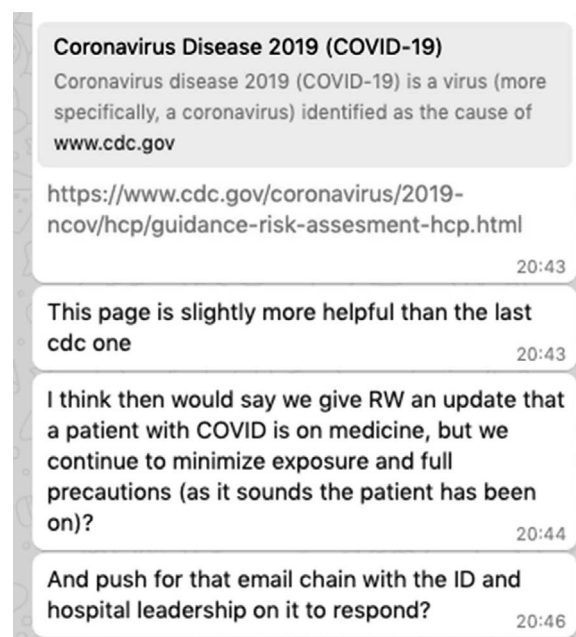 Coronavirus Disease 2019 (COVID-19)
Coronavirus disease 2019 (COVID-19) is a virus (more
specifically, a coronavirus) identified as the cause of
www.cdc.gov
https://www.cdc.gov/coronavirus/2019-
ncov/hcp/guidance-risk-assesment-hcp.html
20:43
This page is slightly more helpful than the last
cdc one
20:43
I think then would say we give RW an update that
a patient with COVID is on medicine, but we
continue to minimize exposure and full
precautions (as it sounds the patient has been
on)?
20:44
And push for that email chain with the ID and
hospital leadership on it to respond?
20:46